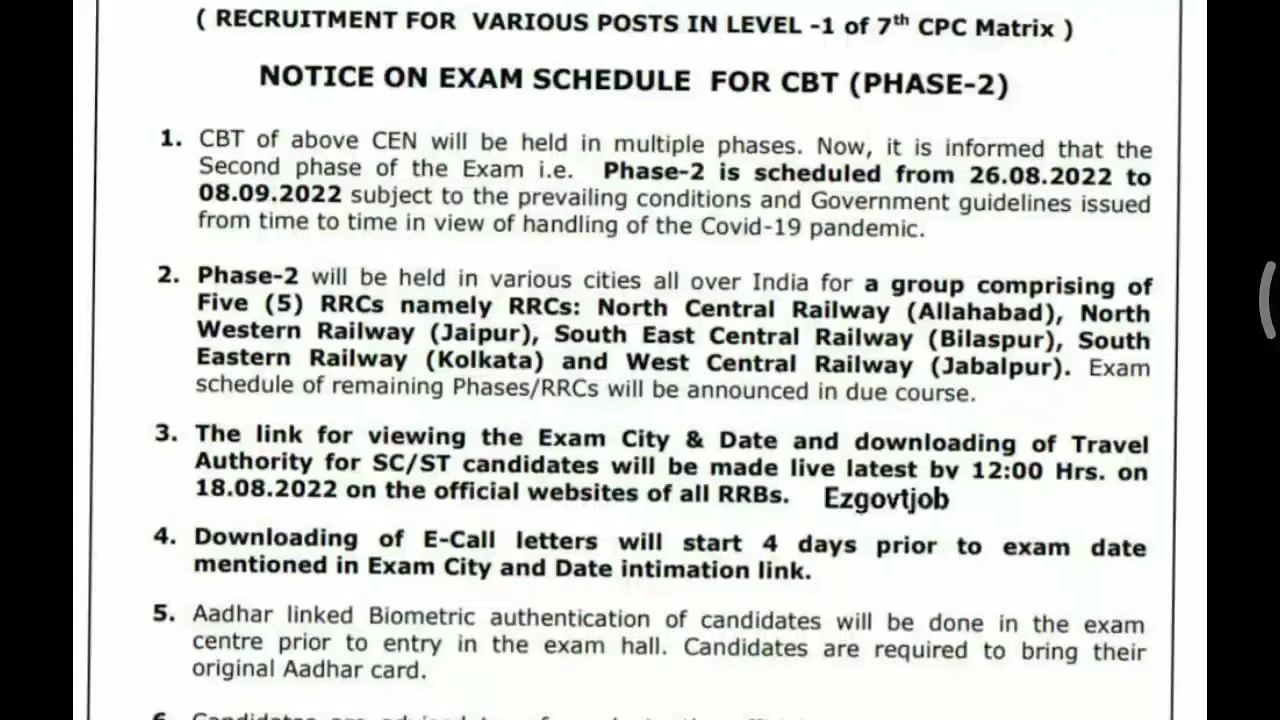 ( RECRUITMENT FOR VARIOUS POSTS IN LEVEL -1 of 7th CPC Matrix )
NOTICE ON EXAM SCHEDULE FOR CBT (PHASE-2)
1. CBT of above CEN will be held in multiple phases. Now, it is informed that the
Second phase of the Exam i.e. Phase-2 is scheduled from 26.08.2022 to
08.09.2022 subject to the prevailing conditions and Government guidelines issued
from time to time in view of handling of the Covid-19 pandemic.
2. Phase-2 will be held in various cities all over India for a group comprising of
Five (5) RRCs namely RRCs: North Central Railway (Allahabad), North
Western Railway (Jaipur), South East Central Railway (Bilaspur), South
Eastern Railway (Kolkata) and West Central Railway (Jabalpur). Exam
schedule of remaining Phases/RRCs will be announced in due course.
3. The link for viewing the Exam City & Date and downloading of Travel
Authority for SC/ST candidates will be made live latest by 12:00 Hrs. on
18.08.2022 on the official websites of all RRBs. Ezgovtjob
4. Downloading of E-Call letters will start 4 days prior to exam date
mentioned in Exam City and Date intimation link.
5. Aadhar linked Biometric authentication of candidates will be done in the exam
centre prior to entry in the exam hall. Candidates are required to bring their
original Aadhar card.
6. Candidates are advised to